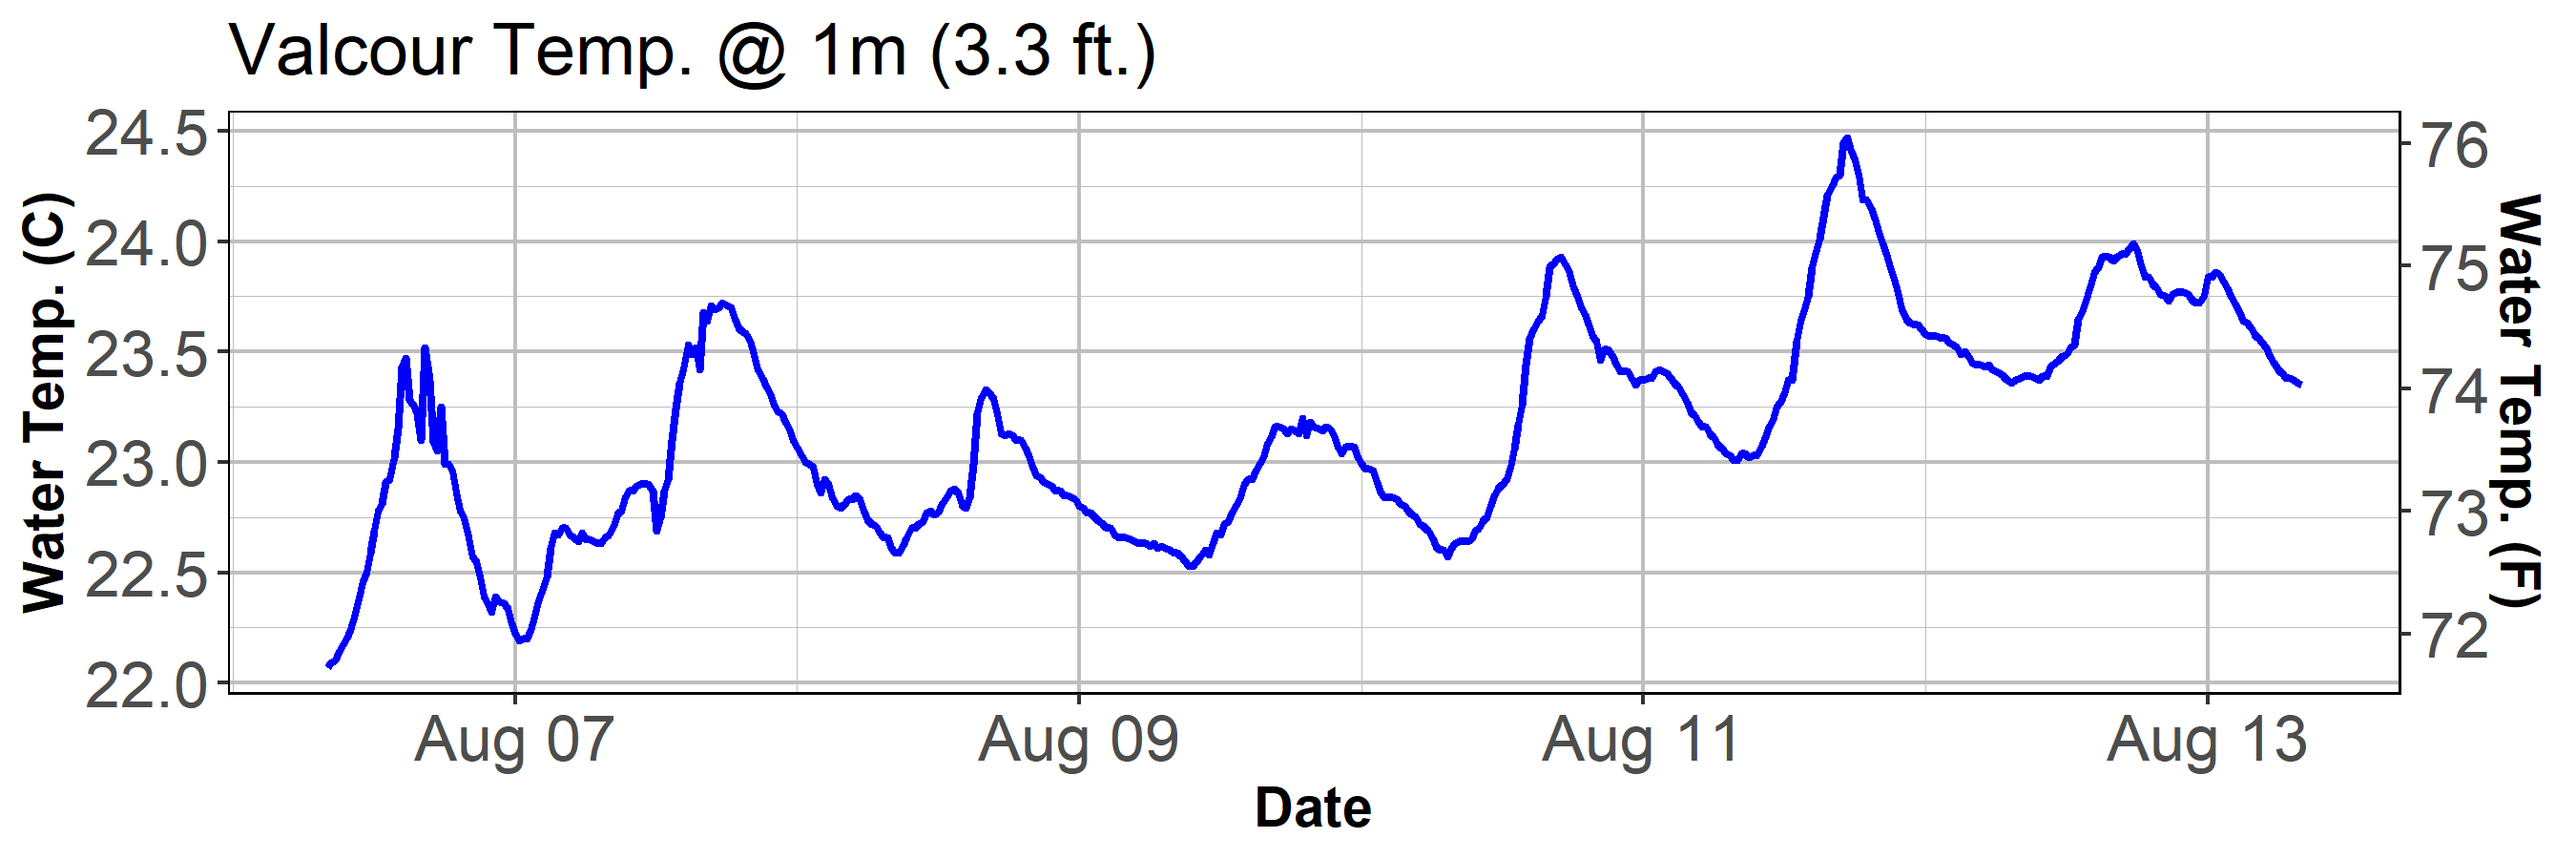 Valcour Temp. @ 1m (3.3 ft.)
24.5
24.0
23.5
23.0
22.5
22.0
Water Temp. (C)
76
75
74
73
72
Water Temp. (F)
Aug 07
Aug 09
Aug 11
Aug 13
Date